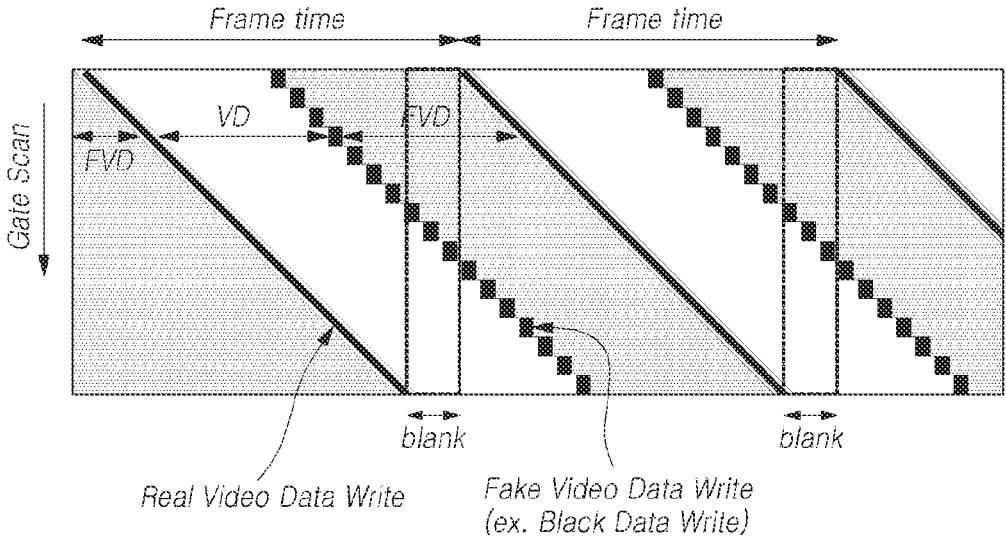 Frame time
Frame time
VD
FVD
FVD
Gate Scan
blank
blank
Real Video Data Write
Fake Video Data Write
(ex. Black Data Write)